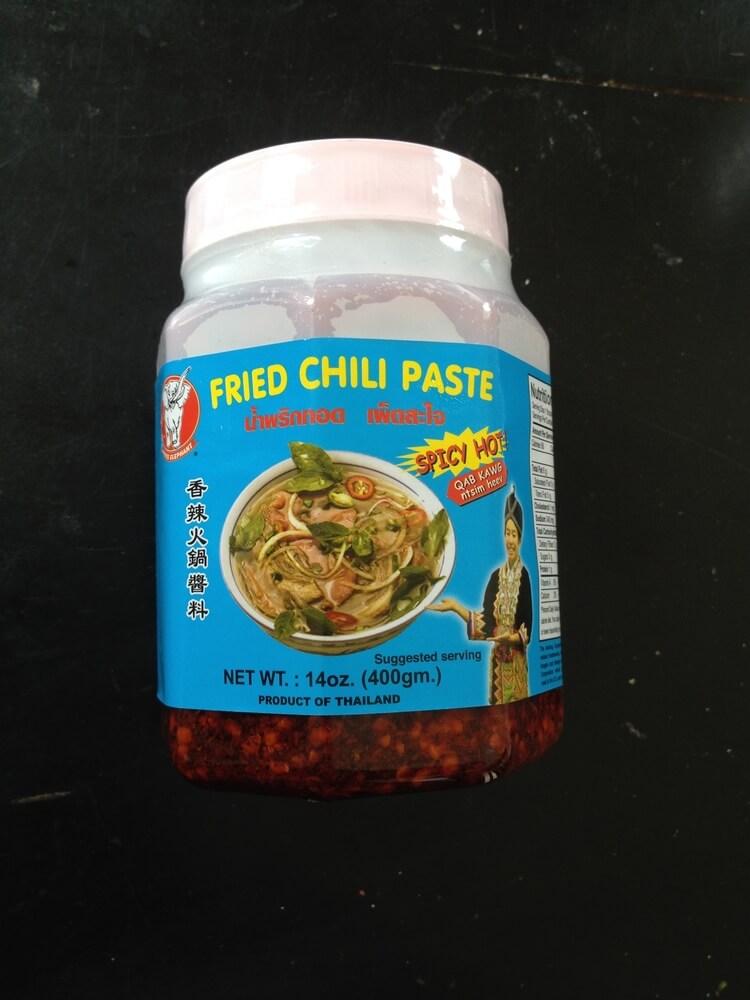 FRIED CHILI PASTE
น้ำพริกทอด เผ็ดสะใจ
ELEPHANT
SPICY HOT!
QAB KAWG
ntsim heev
香辣火鍋醬料
Suggested serving
NET WT. : 14oz. (400gm.)
PRODUCT OF THAILAND
Nutrition